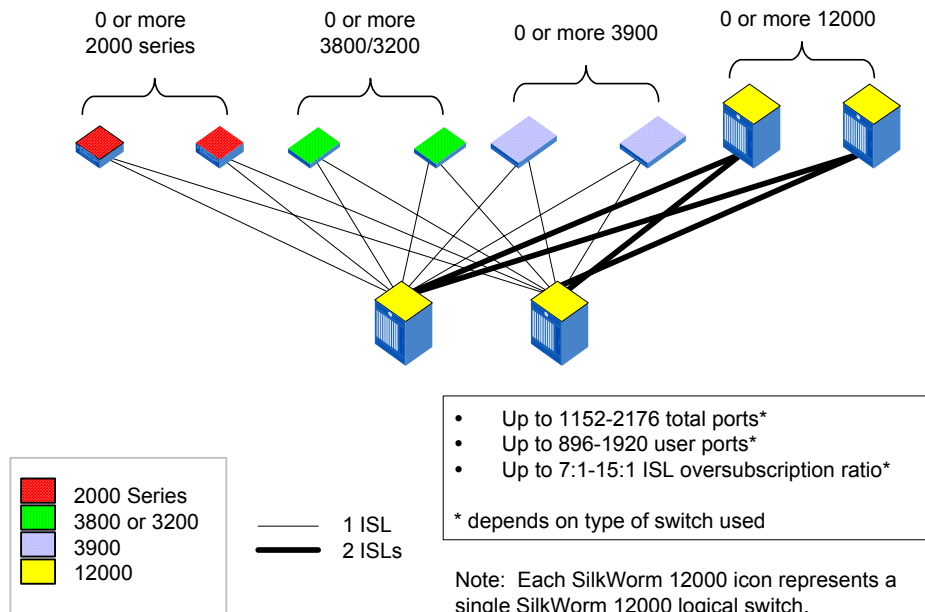 0 or more
2000 series
0 or more
3800/3200
0 or more 3900
0 or more 12000
• Up to 1152-2176 total ports*
• Up to 896-1920 user ports*
• Up to 7:1-15:1 ISL oversubscription ratio*
* depends on type of switch used
2000 Series
3800 or 3200
3900
12000
1 ISL
2 ISLs
Note: Each SilkWorm 12000 icon represents a
single SilkWorm 12000 logical switch.